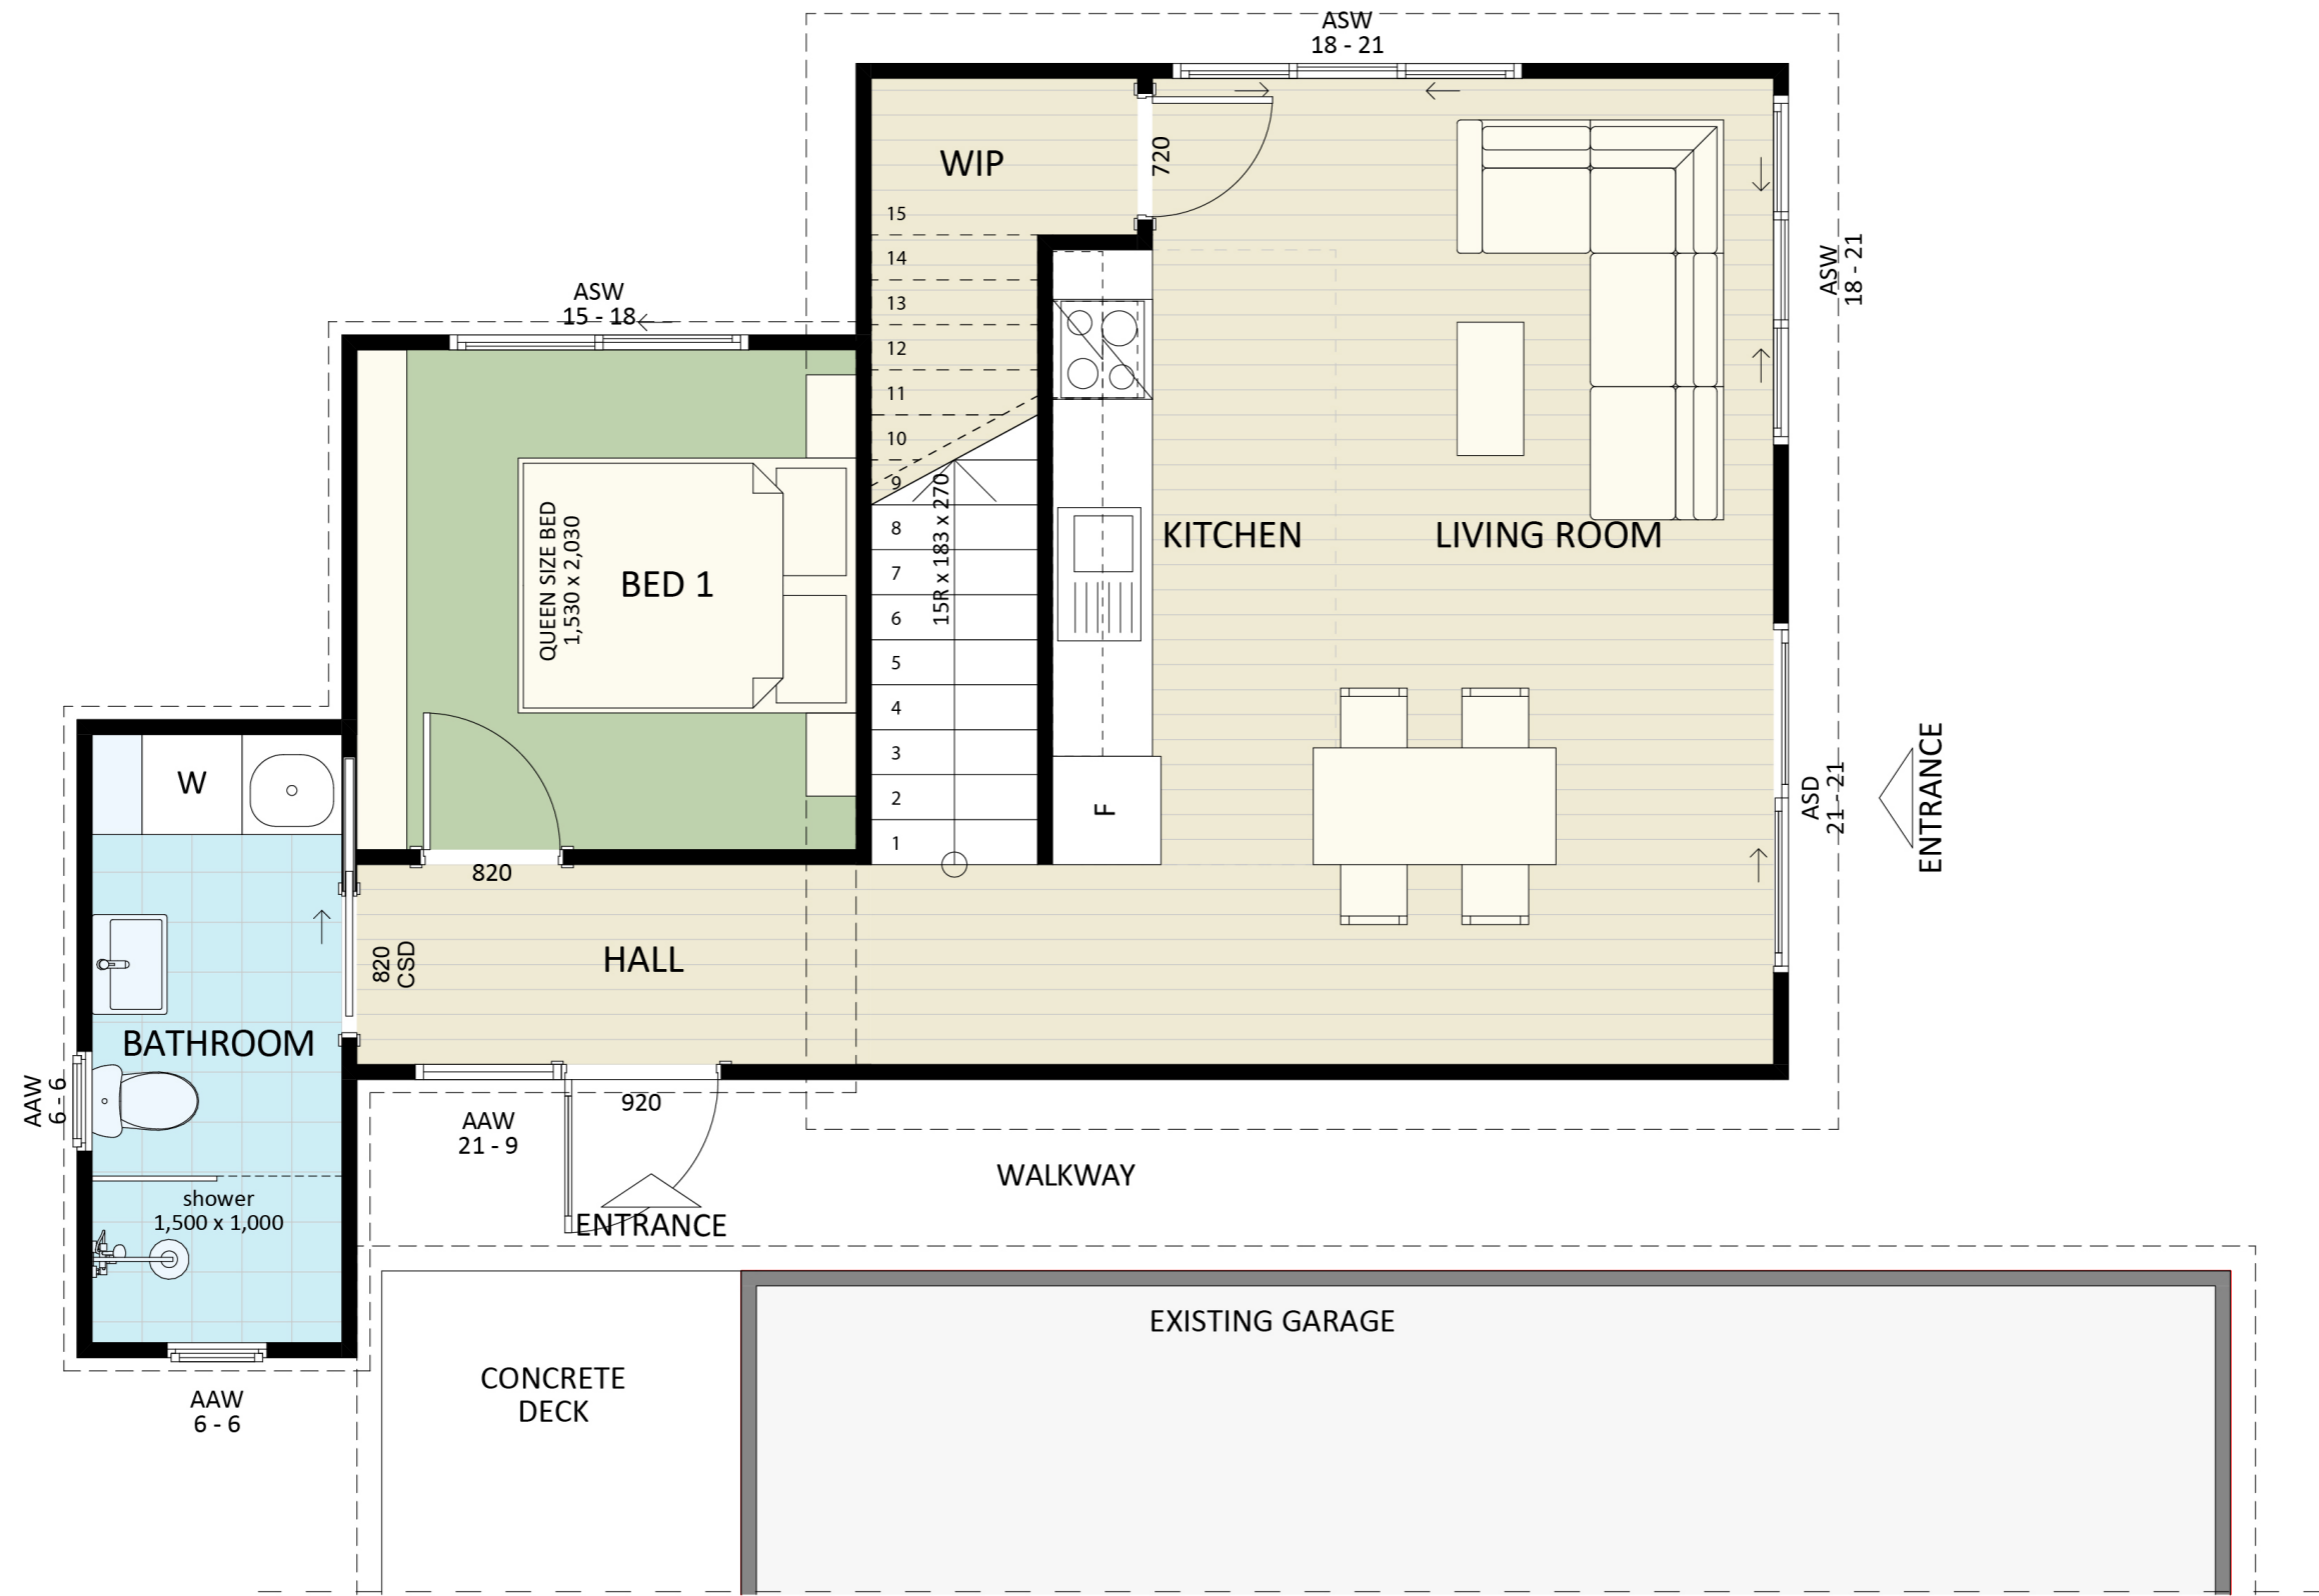 ASW
18 - 21
WIP
720
15
14
13
12
11
10
9
8
7
6
5
4
3
2
1
15R x 183 x 270
ASW
15 - 18
QUEEN SIZE BED
1,530 x 2,030
BED 1
KITCHEN
LIVING ROOM
ASW
18 - 21
F
ASD
21 - 21
ENTRANCE
W
820
820
CSD
HALL
BATHROOM
AAW
6 - 6
shower
1,500 x 1,000
AAW
21 - 9
920
ENTRANCE
WALKWAY
AAW
6 - 6
CONCRETE
DECK
EXISTING GARAGE